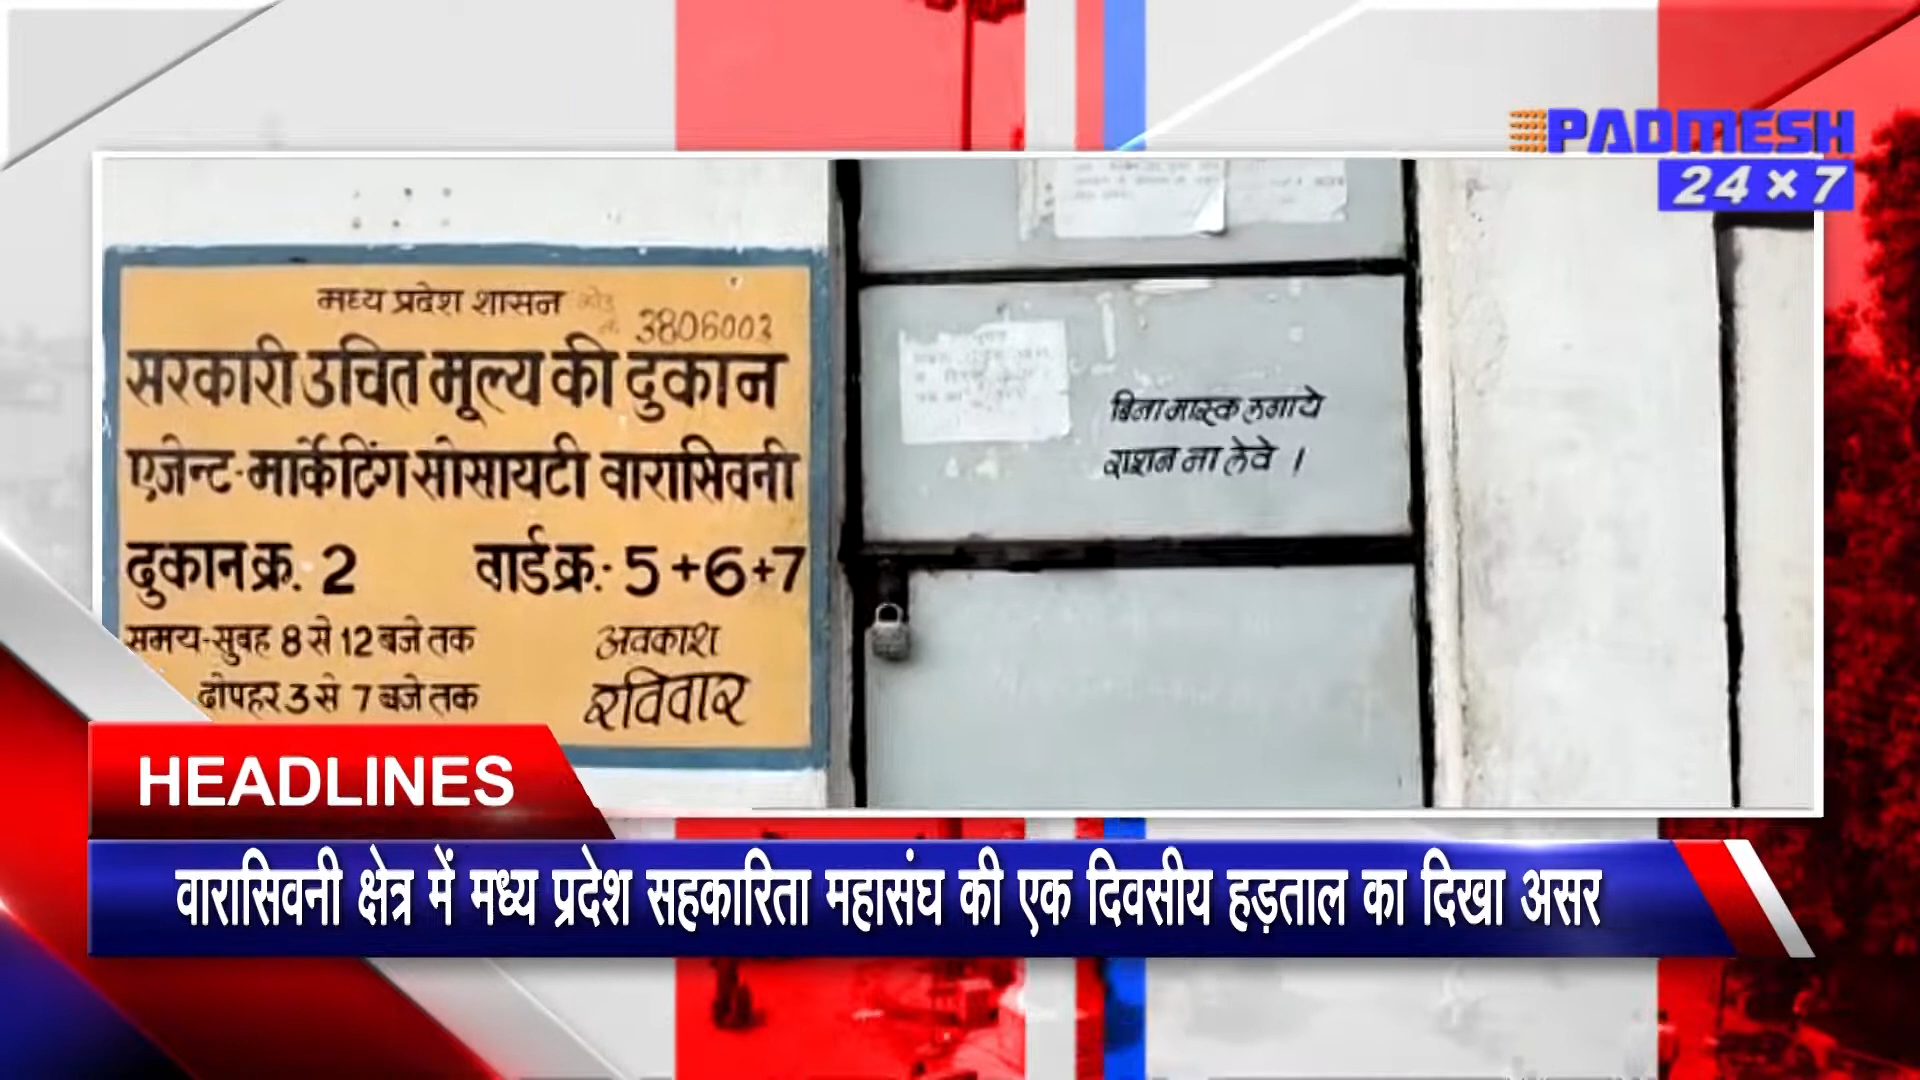 PADMESH
24×7
मध्य प्रदेश शासन
3806003
सरकारी उचित मूल्य की दुकान
एजेन्ट-मार्केटिंग सोसायटी वारासिवनी
दुकान क्र. 2 वार्ड क्र.- 5+6+7
समय-सुबह 8 से 12 बजे तक अवकाश
दोपहर 3 से 7 बजे तक रविवार
बिना मास्क लगाये
राशन ना लेवे ।
HEADLINES
वारासिवनी क्षेत्र में मध्य प्रदेश सहकारिता महासंघ की एक दिवसीय हड़ताल का दिखा असर